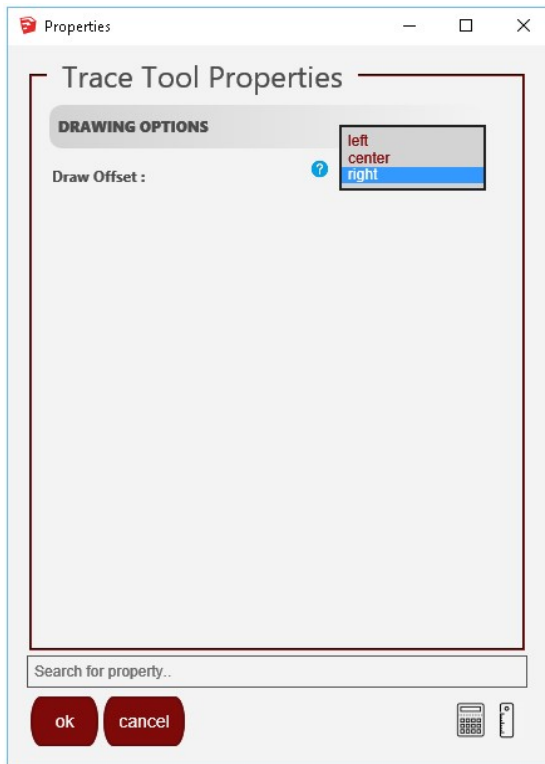 Properties
Trace Tool Properties
DRAWING OPTIONS
left
center
right
Draw Offset :
?
Search for property..
ok
cancel